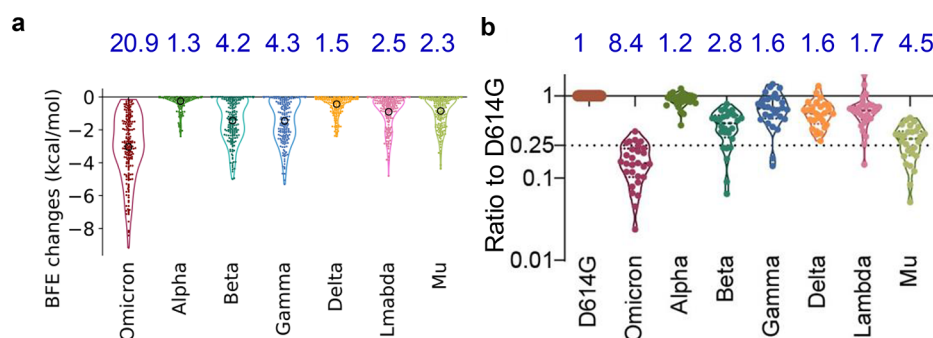 a
20.9 1.3 4.2 4.3 1.5 2.5 2.3
BFE changes (kcal/mol)
0
−2
−4
−6
−8
Omicron
Alpha
Beta
Gamma
Delta
Lmabda
Mu
b
1 8.4 1.2 2.8 1.6 1.6 1.7 4.5
Ratio to D614G
1
0.25
0.1
0.01
D614G
Omicron
Alpha
Beta
Gamma
Delta
Lambda
Mu